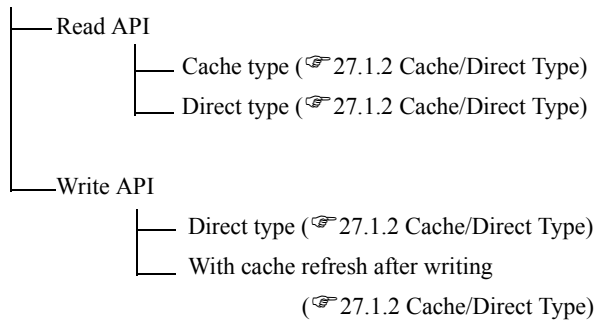 Read API
Cache type (☞27.1.2 Cache/Direct Type)
Direct type (☞27.1.2 Cache/Direct Type)
Write API
Direct type (☞27.1.2 Cache/Direct Type)
With cache refresh after writing
(☞27.1.2 Cache/Direct Type)